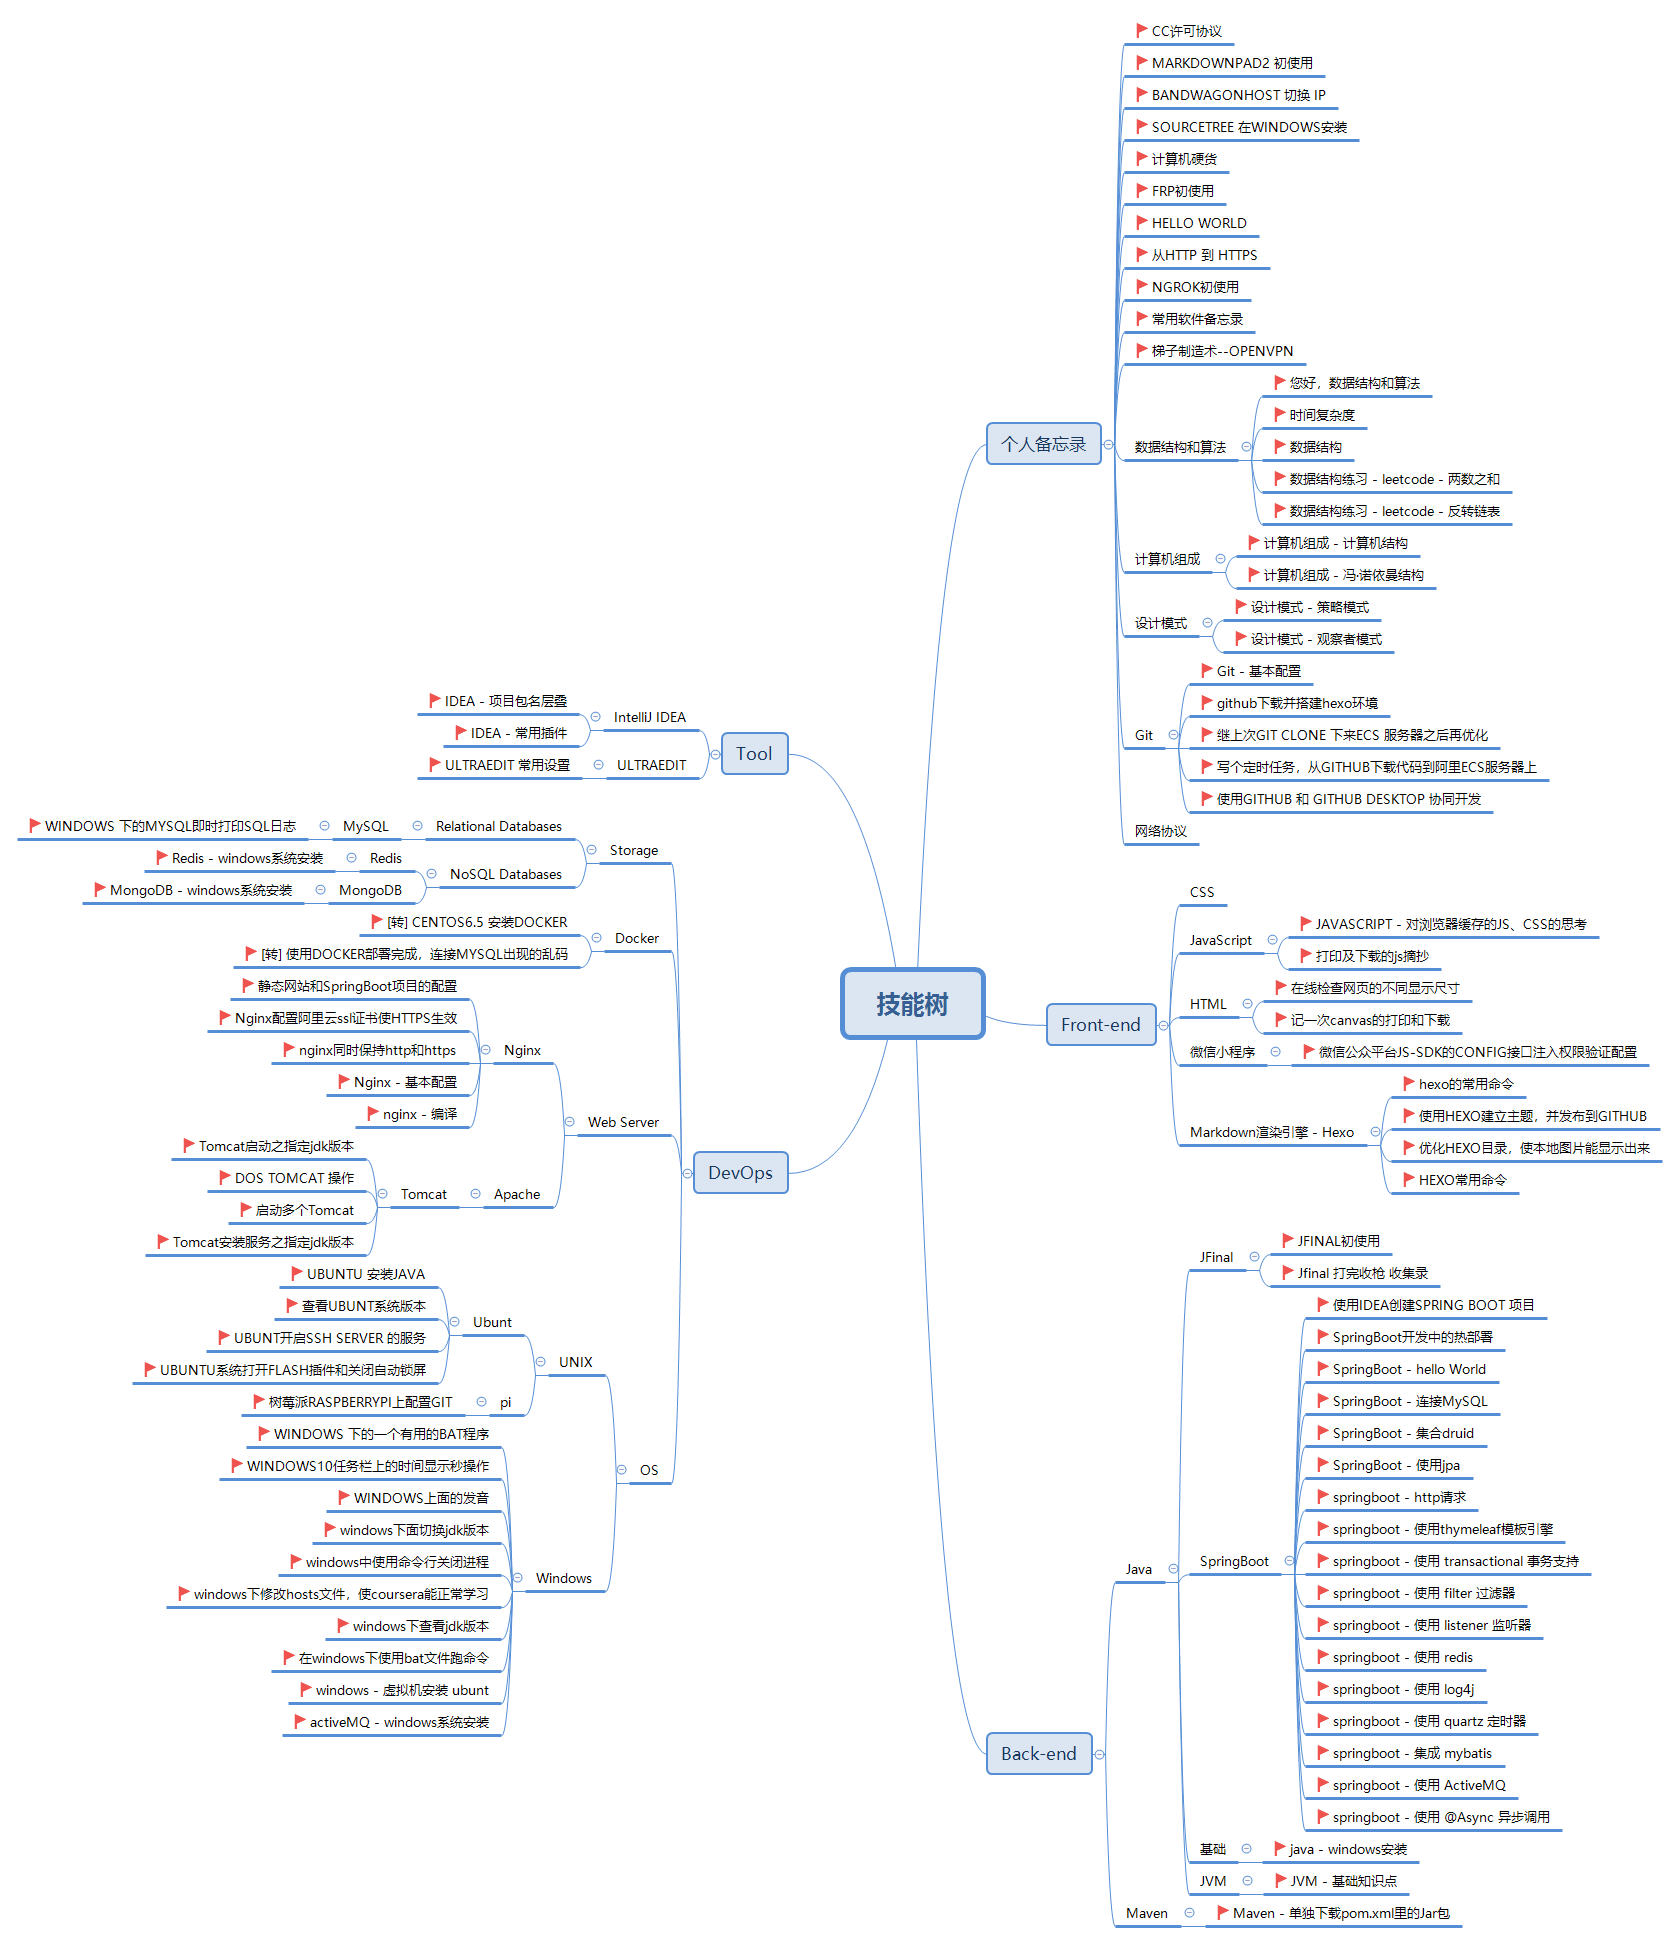 技能树
个人备忘录
CC许可协议
MARKDOWNPAD2 初使用
BANDWAGONHOST 切换 IP
SOURCETREE 在WINDOWS安装
计算机硬货
FRP初使用
HELLO WORLD
从HTTP 到 HTTPS
NGROK初使用
常用软件备忘录
梯子制造术--OPENVPN
数据结构和算法
您好，数据结构和算法
时间复杂度
数据结构
数据结构练习 - leetcode - 两数之和
数据结构练习 - leetcode - 反转链表
计算机组成
计算机组成 - 计算机结构
计算机组成 - 冯·诺依曼结构
设计模式
设计模式 - 策略模式
设计模式 - 观察者模式
Git
Git - 基本配置
github下载并搭建hexo环境
继上次GIT CLONE 下来ECS 服务器之后再优化
写个定时任务，从GITHUB下载代码到阿里ECS服务器上
使用GITHUB 和 GITHUB DESKTOP 协同开发
网络协议
Front-end
CSS
JavaScript
JAVASCRIPT - 对浏览器缓存的JS、CSS的思考
打印及下载的js摘抄
HTML
在线检查网页的不同显示尺寸
记一次canvas的打印和下载
微信小程序
微信公众平台JS-SDK的CONFIG接口注入权限验证配置
Markdown渲染引擎 - Hexo
hexo的常用命令
使用HEXO建立主题，并发布到GITHUB
优化HEXO目录，使本地图片能显示出来
HEXO常用命令
Back-end
Java
JFinal
JFINAL初使用
Jfinal 打完收枪 收集录
SpringBoot
使用IDEA创建SPRING BOOT 项目
SpringBoot开发中的热部署
SpringBoot - hello World
SpringBoot - 连接MySQL
SpringBoot - 集合druid
SpringBoot - 使用jpa
springboot - http请求
springboot - 使用thymeleaf模板引擎
springboot - 使用 transactional 事务支持
springboot - 使用 filter 过滤器
springboot - 使用 listener 监听器
springboot - 使用 redis
springboot - 使用 log4j
springboot - 使用 quartz 定时器
springboot - 集成 mybatis
springboot - 使用 ActiveMQ
springboot - 使用 @Async 异步调用
基础
java - windows安装
JVM
JVM - 基础知识点
Maven
Maven - 单独下载pom.xml里的Jar包
Tool
IntelliJ IDEA
IDEA - 项目包名层叠
IDEA - 常用插件
ULTRAEDIT
ULTRAEDIT 常用设置
DevOps
Storage
Relational Databases
MySQL
WINDOWS 下的MYSQL即时打印SQL日志
NoSQL Databases
Redis
Redis - windows系统安装
MongoDB
MongoDB - windows系统安装
Docker
[转] CENTOS6.5 安装DOCKER
[转] 使用DOCKER部署完成，连接MYSQL出现的乱码
Web Server
Nginx
静态网站和SpringBoot项目的配置
Nginx配置阿里云ssl证书使HTTPS生效
nginx同时保持http和https
Nginx - 基本配置
nginx - 编译
Apache
Tomcat
Tomcat启动之指定jdk版本
DOS TOMCAT 操作
启动多个Tomcat
Tomcat安装服务之指定jdk版本
OS
UNIX
Ubunt
UBUNTU 安装JAVA
查看UBUNT系统版本
UBUNT开启SSH SERVER 的服务
UBUNTU系统打开FLASH插件和关闭自动锁屏
pi
树莓派RASPBERRYPI上配置GIT
Windows
WINDOWS 下的一个有用的BAT程序
WINDOWS10任务栏上的时间显示秒操作
WINDOWS上面的发音
windows下面切换jdk版本
windows中使用命令行关闭进程
windows下修改hosts文件，使coursera能正常学习
windows下查看jdk版本
在windows下使用bat文件跑命令
windows - 虚拟机安装 ubunt
activeMQ - windows系统安装